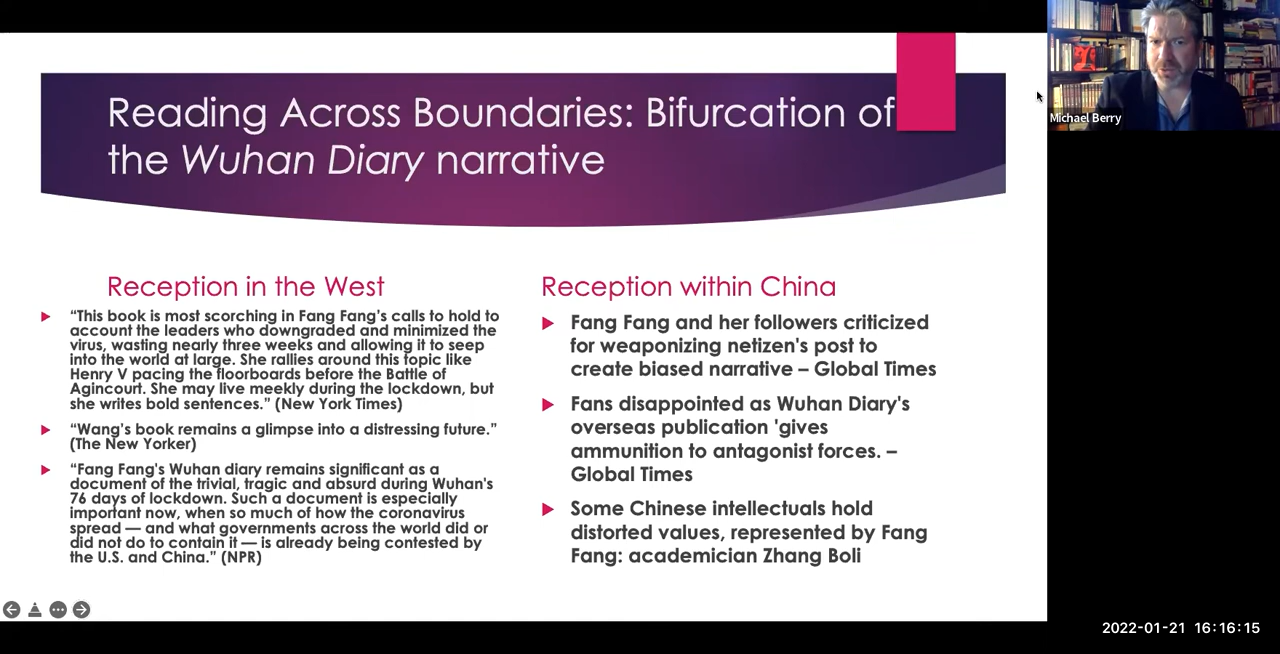 Reading Across Boundaries: Bifurcation of
the Wuhan Diary narrative
Reception in the West
“This book is most scorching in Fang Fang’s calls to hold to
account the leaders who downgraded and minimized the
virus, wasting nearly three weeks and allowing it to seep
into the world at large. She rallies around this topic like
Henry V pacing the floorboards before the Battle of
Agincourt. She may live meekly during the lockdown, but
she writes bold sentences.” (New York Times)
“Wang’s book remains a glimpse into a distressing future.”
(The New Yorker)
“Fang Fang's Wuhan diary remains significant as a
document of the trivial, tragic and absurd during Wuhan's
76 days of lockdown. Such a document is especially
important now, when so much of how the coronavirus
spread — and what governments across the world did or
did not do to contain it — is already being contested by
the U.S. and China.” (NPR)
Reception within China
Fang Fang and her followers criticized
for weaponizing netizen's post to
create biased narrative – Global Times
Fans disappointed as Wuhan Diary's
overseas publication 'gives
ammunition to antagonist forces. –
Global Times
Some Chinese intellectuals hold
distorted values, represented by Fang
Fang: academician Zhang Boli
Michael Berry
2022-01-21 16:16:15